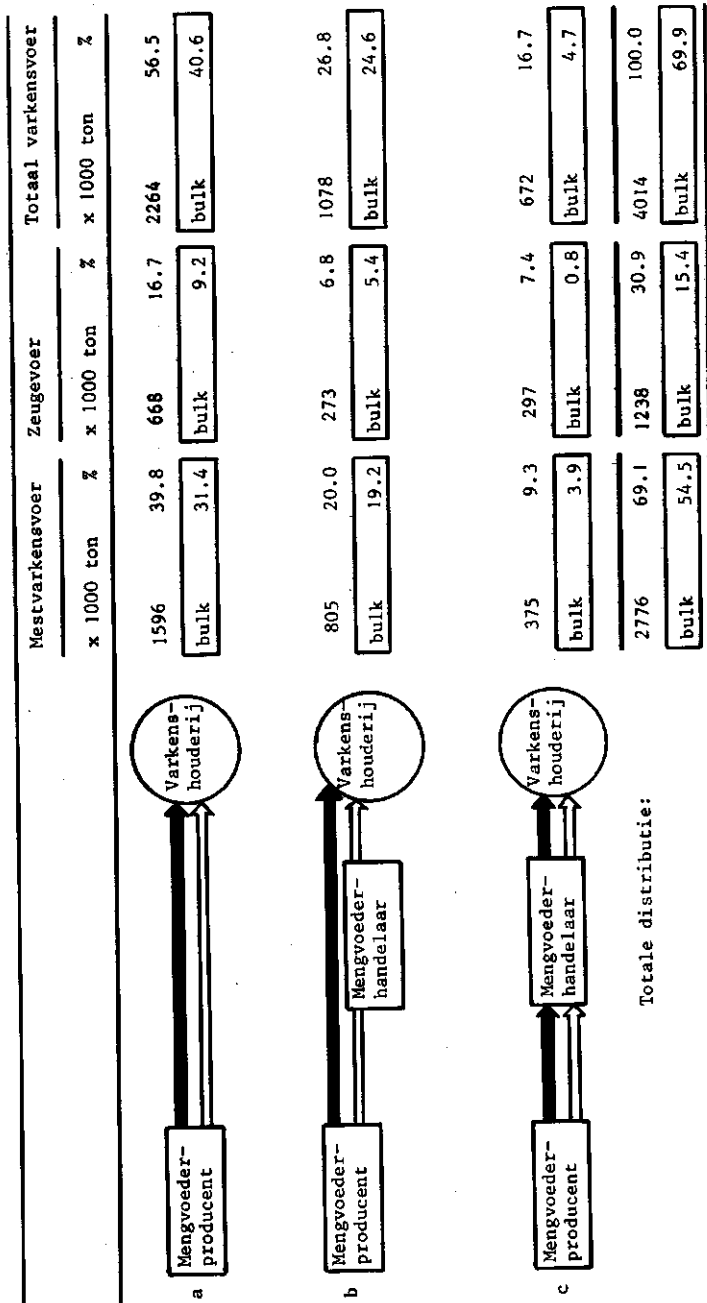 Mestvarkensvoer Zeugevoer Totaal varkensvoer
x 1000 ton % x 1000 ton % x 1000 ton %
a
Mengvoeder-
producent
Varkens-
houderij
1596 39.8 668 16.7 2264 56.5
bulk 31.4 bulk 9.2 bulk 40.6
b
Mengvoeder-
producent
Mengvoeder-
handelaar
Varkens-
houderij
805 20.0 273 6.8 1078 26.8
bulk 19.2 bulk 5.4 bulk 24.6
c
Mengvoeder-
producent
Mengvoeder-
handelaar
Varkens-
houderij
375 9.3 297 7.4 672 16.7
bulk 3.9 bulk 0.8 bulk 4.7
Totale distributie:
2776 69.1 1238 30.9 4014 100.0
bulk 54.5 bulk 15.4 bulk 69.9